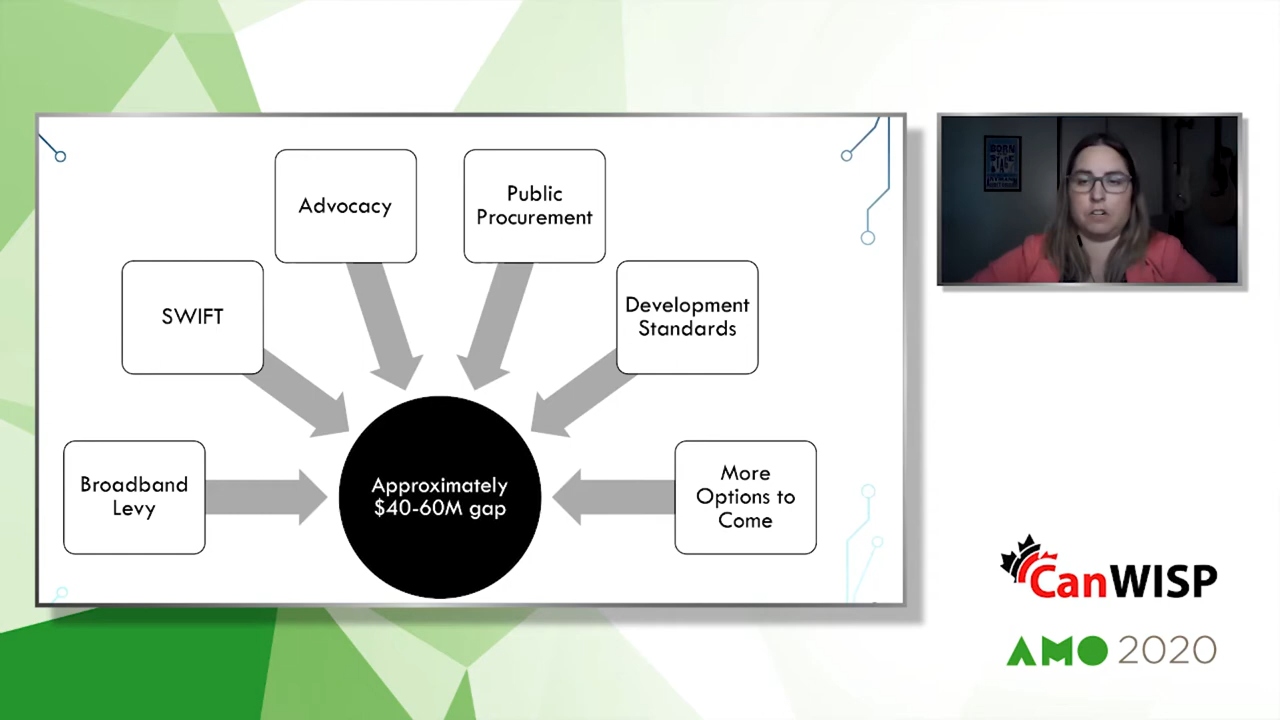 Advocacy
Public
Procurement
SWIFT
Development
Standards
Broadband
Levy
Approximately
$40-60M gap
More
Options to
Come
BORN
CanWISP
AMO 2020